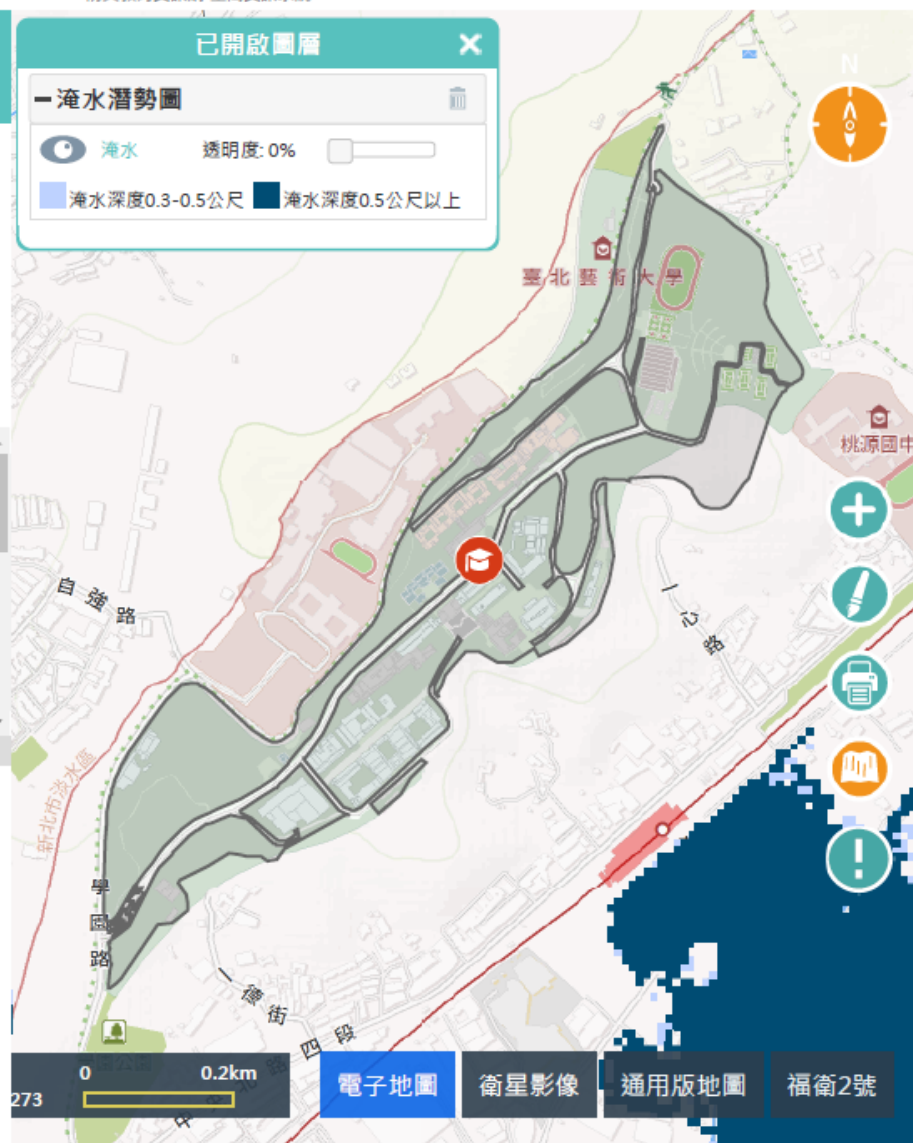 已開啟圖層
淹水潛勢圖
淹水
透明度: 0%
淹水深度0.3-0.5公尺
淹水深度0.5公尺以上
N
臺北藝術大學
桃源國中
自強路
一心路
新北市淡水區
學園路
一德街
四段
0
0.2km
273
電子地圖
衛星影像
通用版地圖
福衛2號